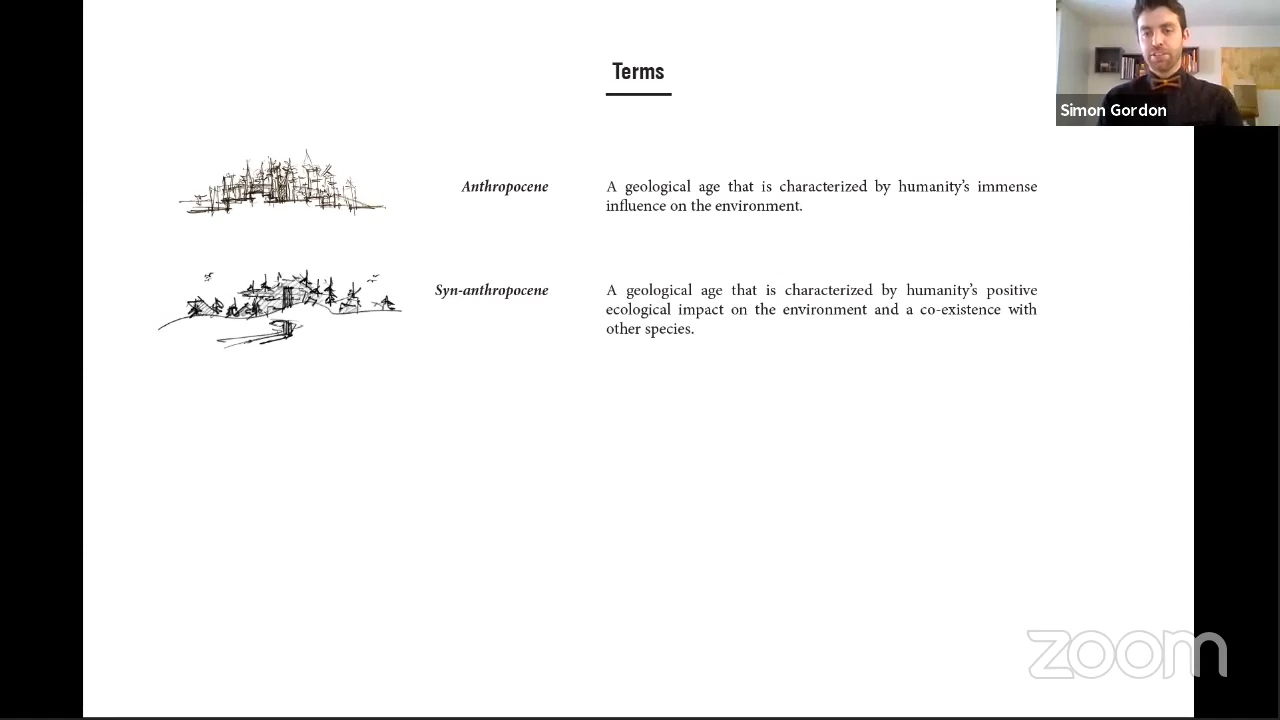 Terms
Simon Gordon
Anthropocene
A geological age that is characterized by humanity’s immense
influence on the environment.
Syn-anthropocene
A geological age that is characterized by humanity’s positive
ecological impact on the environment and a co-existence with
other species.
zoom